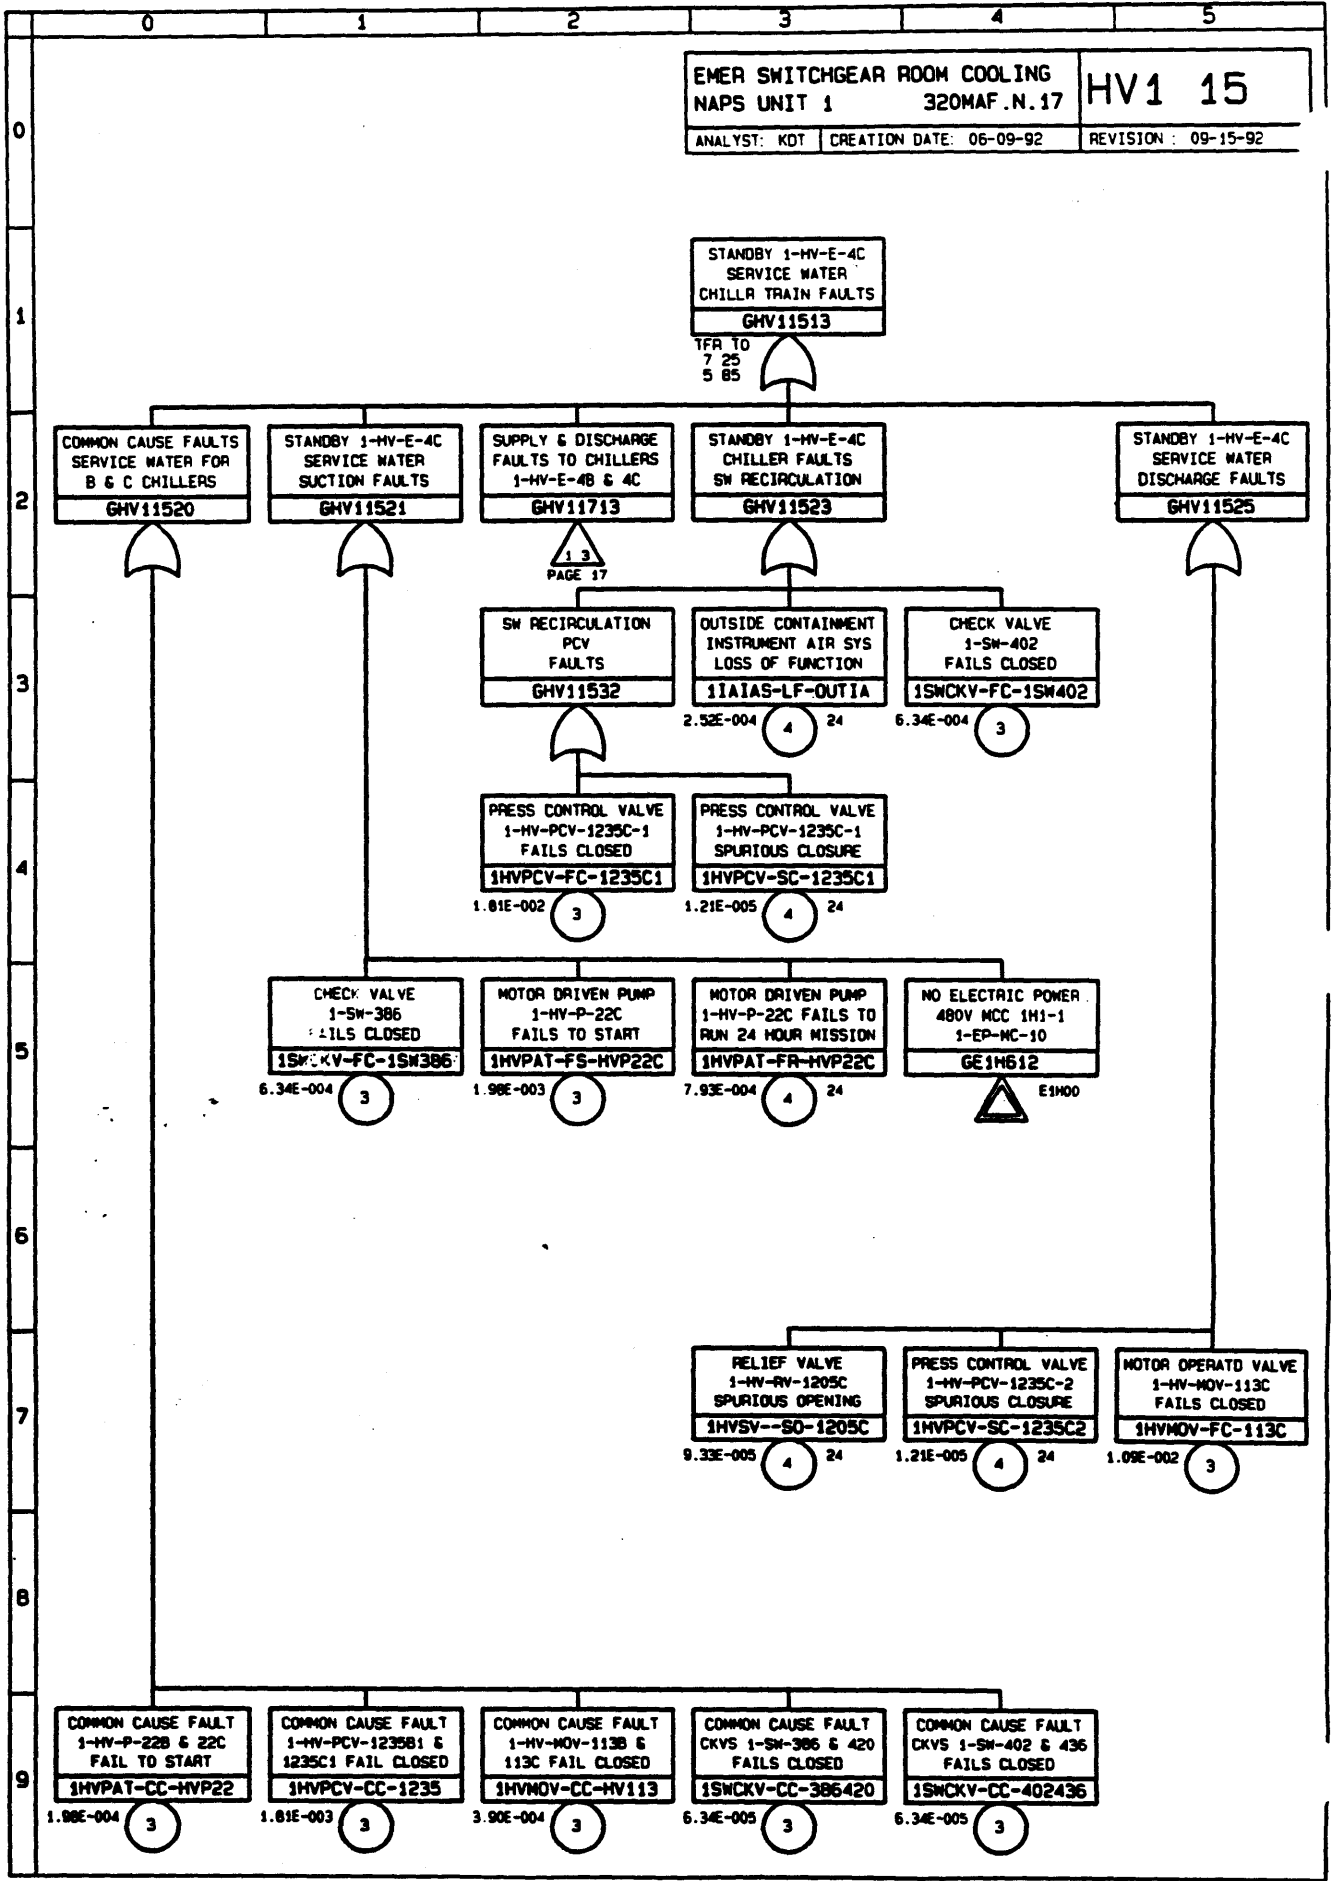 0 1 2 3 4 5
EMER SWITCHGEAR ROOM COOLING
NAPS UNIT 1 320MAF.N.17
HV1 15
ANALYST: KDT CREATION DATE: 06-09-92 REVISION : 09-15-92
0
STANDBY 1-HV-E-4C
SERVICE WATER
CHILLR TRAIN FAULTS
GHV11513
TFR TO
7 25
5 85
1
COMMON CAUSE FAULTS
SERVICE WATER FOR
B & C CHILLERS
GHV11520
STANDBY 1-HV-E-4C
SERVICE WATER
SUCTION FAULTS
GHV11521
SUPPLY & DISCHARGE
FAULTS TO CHILLERS
1-HV-E-4B & 4C
GHV11713
1 3
PAGE 17
STANDBY 1-HV-E-4C
CHILLER FAULTS
SW RECIRCULATION
GHV11523
STANDBY 1-HV-E-4C
SERVICE WATER
DISCHARGE FAULTS
GHV11525
2
SW RECIRCULATION
PCV
FAULTS
GHV11532
OUTSIDE CONTAINMENT
INSTRUMENT AIR SYS
LOSS OF FUNCTION
1IAIAS-LF-OUTIA
2.52E-004 4 24
CHECK VALVE
1-SW-402
FAILS CLOSED
1SWCKV-FC-1SW402
6.34E-004 3
3
PRESS CONTROL VALVE
1-HV-PCV-1235C-1
FAILS CLOSED
1HVPCV-FC-1235C1
1.81E-002 3
PRESS CONTROL VALVE
1-HV-PCV-1235C-1
SPURIOUS CLOSURE
1HVPCV-SC-1235C1
1.21E-005 4 24
4
CHECK VALVE
1-SW-386
FAILS CLOSED
1SWCKV-FC-1SW386
6.34E-004 3
MOTOR DRIVEN PUMP
1-HV-P-22C
FAILS TO START
1HVPAT-FS-HVP22C
1.98E-003 3
MOTOR DRIVEN PUMP
1-HV-P-22C FAILS TO
RUN 24 HOUR MISSION
1HVPAT-FR-HVP22C
7.93E-004 4 24
NO ELECTRIC POWER
480V MCC 1H1-1
1-EP-MC-10
GE1H612
E1H00
5
6
RELIEF VALVE
1-HV-RV-1205C
SPURIOUS OPENING
1HVSV--SO-1205C
9.33E-005 4 24
PRESS CONTROL VALVE
1-HV-PCV-1235C-2
SPURIOUS CLOSURE
1HVPCV-SC-1235C2
1.21E-005 4 24
MOTOR OPERATD VALVE
1-HV-MOV-113C
FAILS CLOSED
1HVMOV-FC-113C
1.09E-002 3
7
8
COMMON CAUSE FAULT
1-HV-P-22B & 22C
FAIL TO START
1HVPAT-CC-HVP22
1.98E-004 3
COMMON CAUSE FAULT
1-HV-PCV-1235B1 &
1235C1 FAIL CLOSED
1HVPCV-CC-1235
1.81E-003 3
COMMON CAUSE FAULT
1-HV-MOV-113B &
113C FAIL CLOSED
1HVMOV-CC-HV113
3.90E-004 3
COMMON CAUSE FAULT
CKVS 1-SW-386 & 420
FAILS CLOSED
1SWCKV-CC-386420
6.34E-005 3
COMMON CAUSE FAULT
CKVS 1-SW-402 & 436
FAILS CLOSED
1SWCKV-CC-402436
6.34E-005 3
9